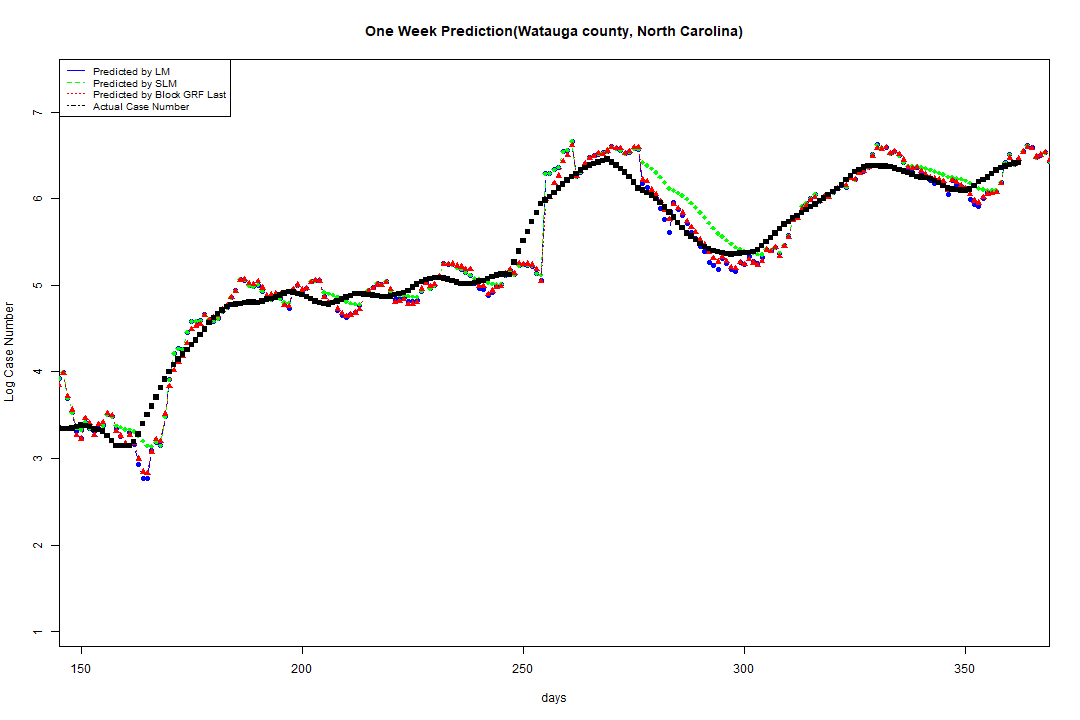 One Week Prediction(Watauga county, North Carolina)
Predicted by LM
Predicted by SLM
Predicted by Block GRF Last
Actual Case Number
7
6
5
4
3
2
1
Log Case Number
150 200 250 300 350
days